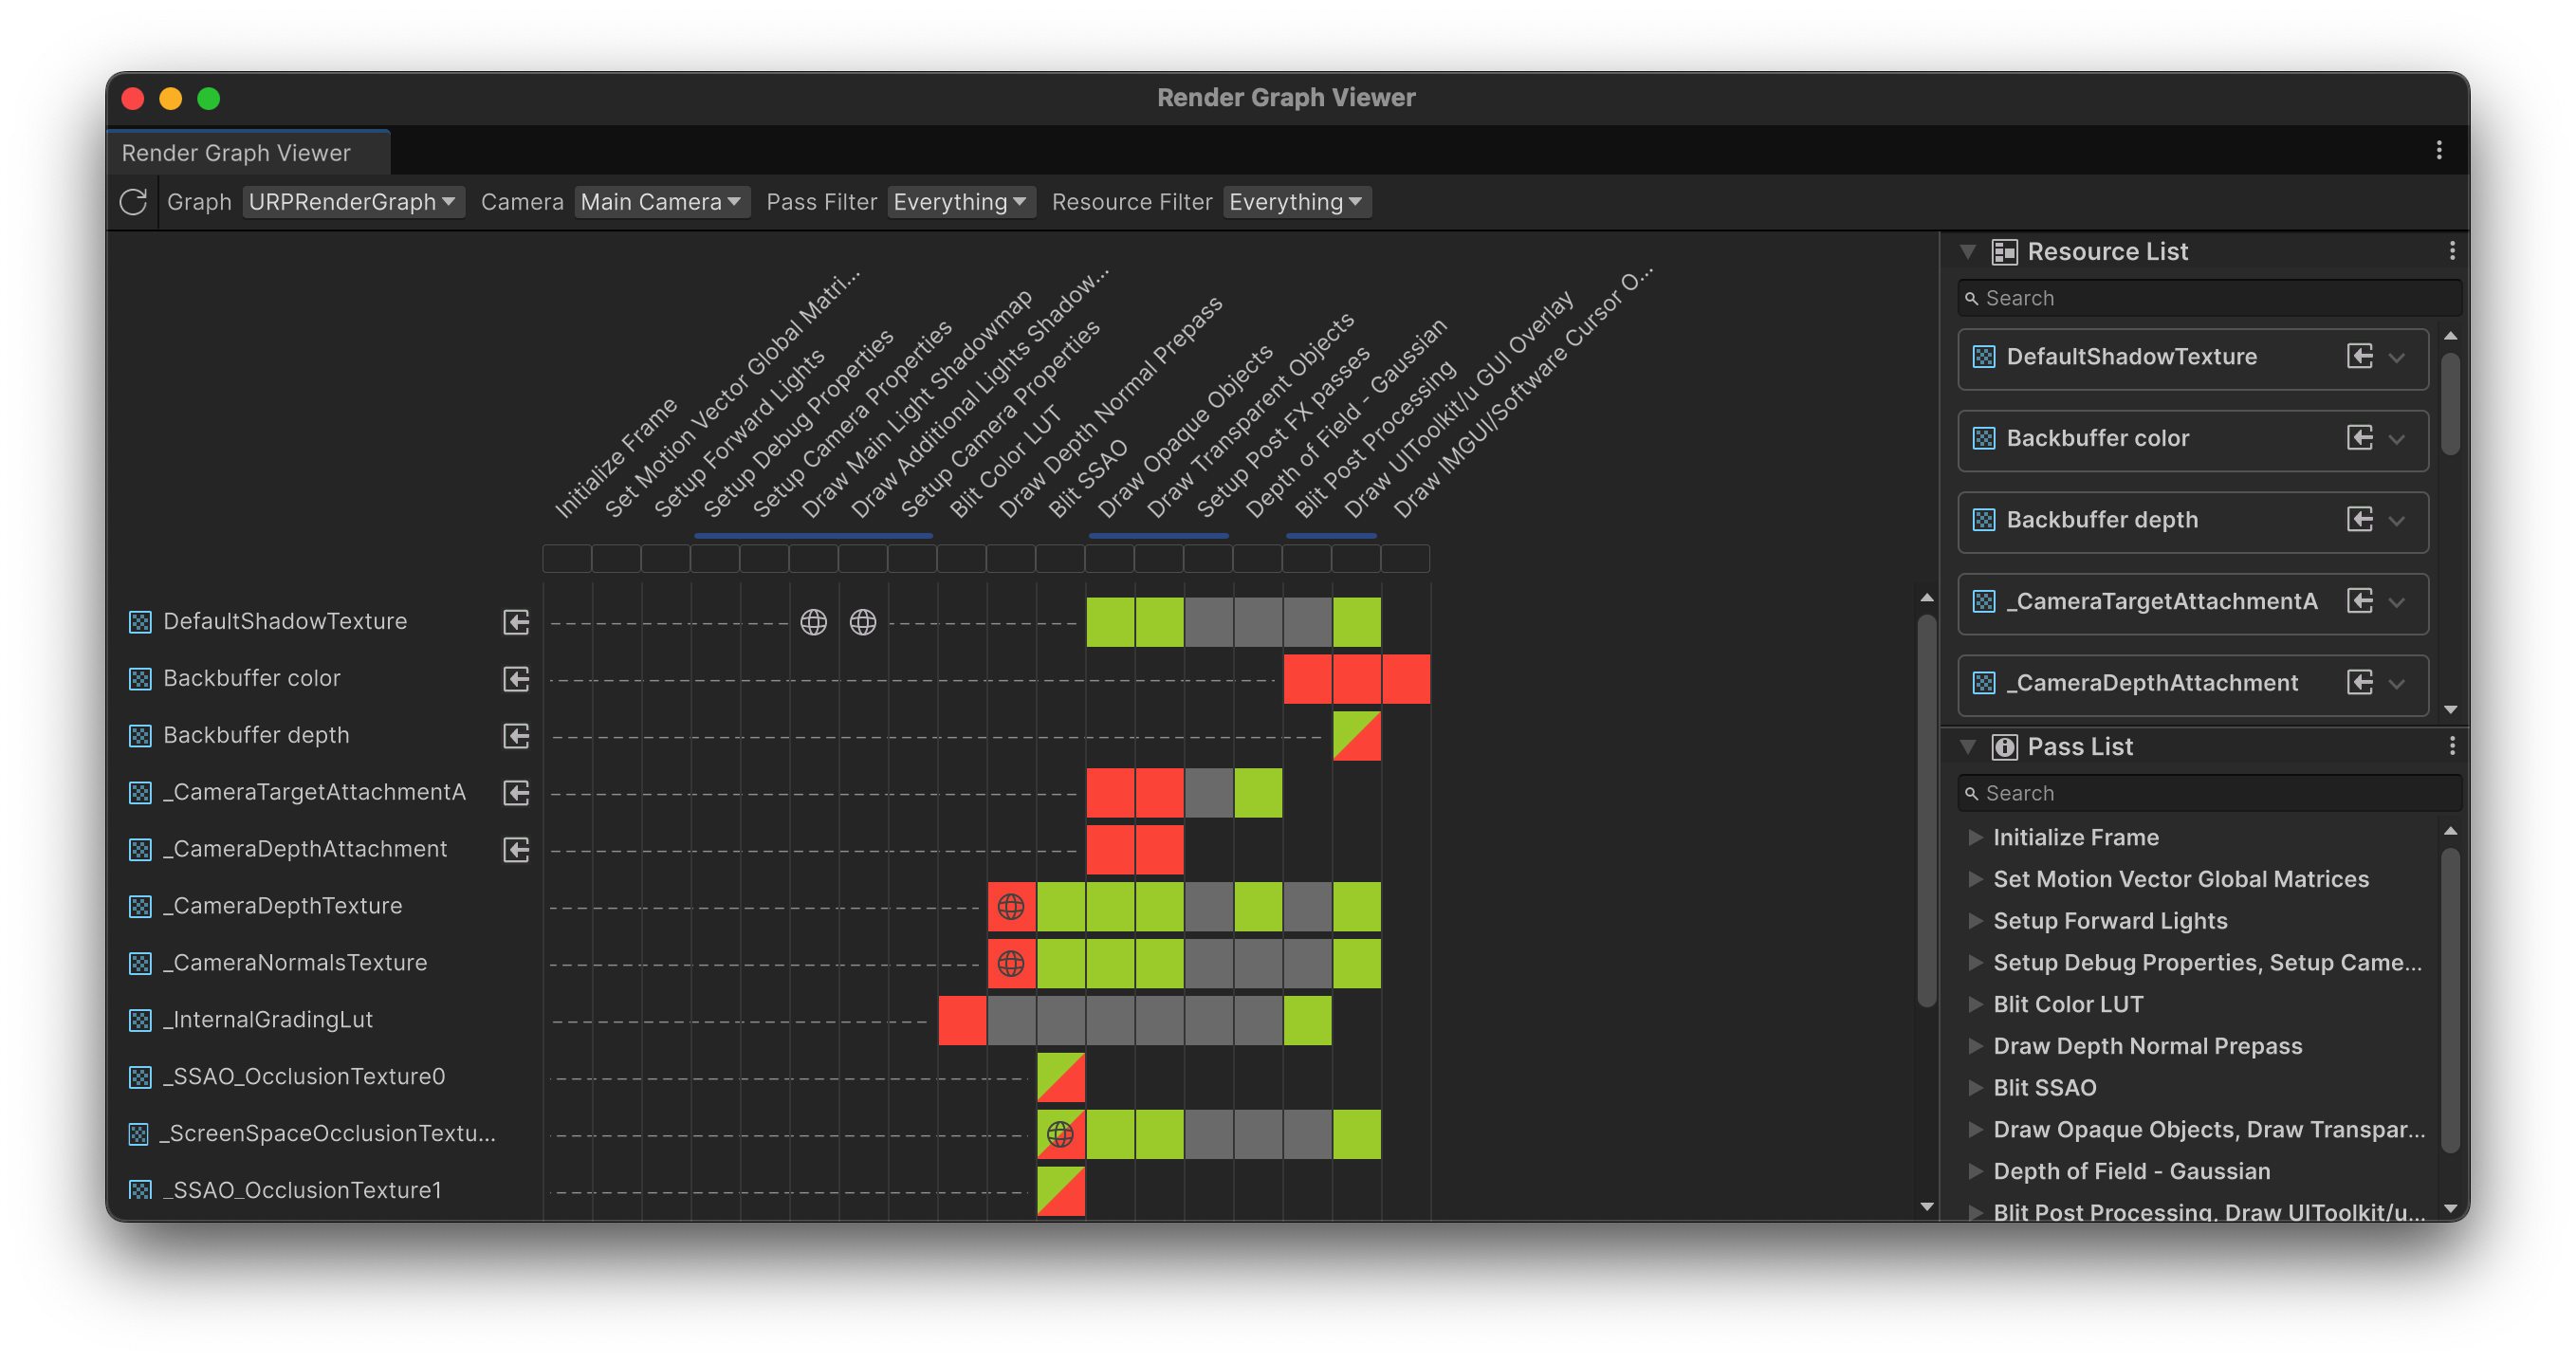 Render Graph Viewer
Render Graph Viewer
Graph URPRenderGraph Camera Main Camera Pass Filter Everything Resource Filter Everything
Initialize Frame
Set Motion Vector Global Matri...
Setup Forward Lights
Setup Debug Properties
Setup Camera Properties
Draw Main Light Shadowmap
Draw Additional Lights Shadow...
Setup Camera Properties
Blit Color LUT
Draw Depth Normal Prepass
Blit SSAO
Draw Opaque Objects
Draw Transparent Objects
Setup Post FX passes
Depth of Field - Gaussian
Blit Post Processing
Draw UIToolkit/u GUI Overlay
Draw IMGUI/Software Cursor O...
DefaultShadowTexture
Backbuffer color
Backbuffer depth
_CameraTargetAttachmentA
_CameraDepthAttachment
_CameraDepthTexture
_CameraNormalsTexture
_InternalGradingLut
_SSAO_OcclusionTexture0
_ScreenSpaceOcclusionTextu...
_SSAO_OcclusionTexture1
Resource List
Search
DefaultShadowTexture
Backbuffer color
Backbuffer depth
_CameraTargetAttachmentA
_CameraDepthAttachment
Pass List
Search
Initialize Frame
Set Motion Vector Global Matrices
Setup Forward Lights
Setup Debug Properties, Setup Came...
Blit Color LUT
Draw Depth Normal Prepass
Blit SSAO
Draw Opaque Objects, Draw Transpar...
Depth of Field - Gaussian
Blit Post Processing, Draw UIToolkit/u...